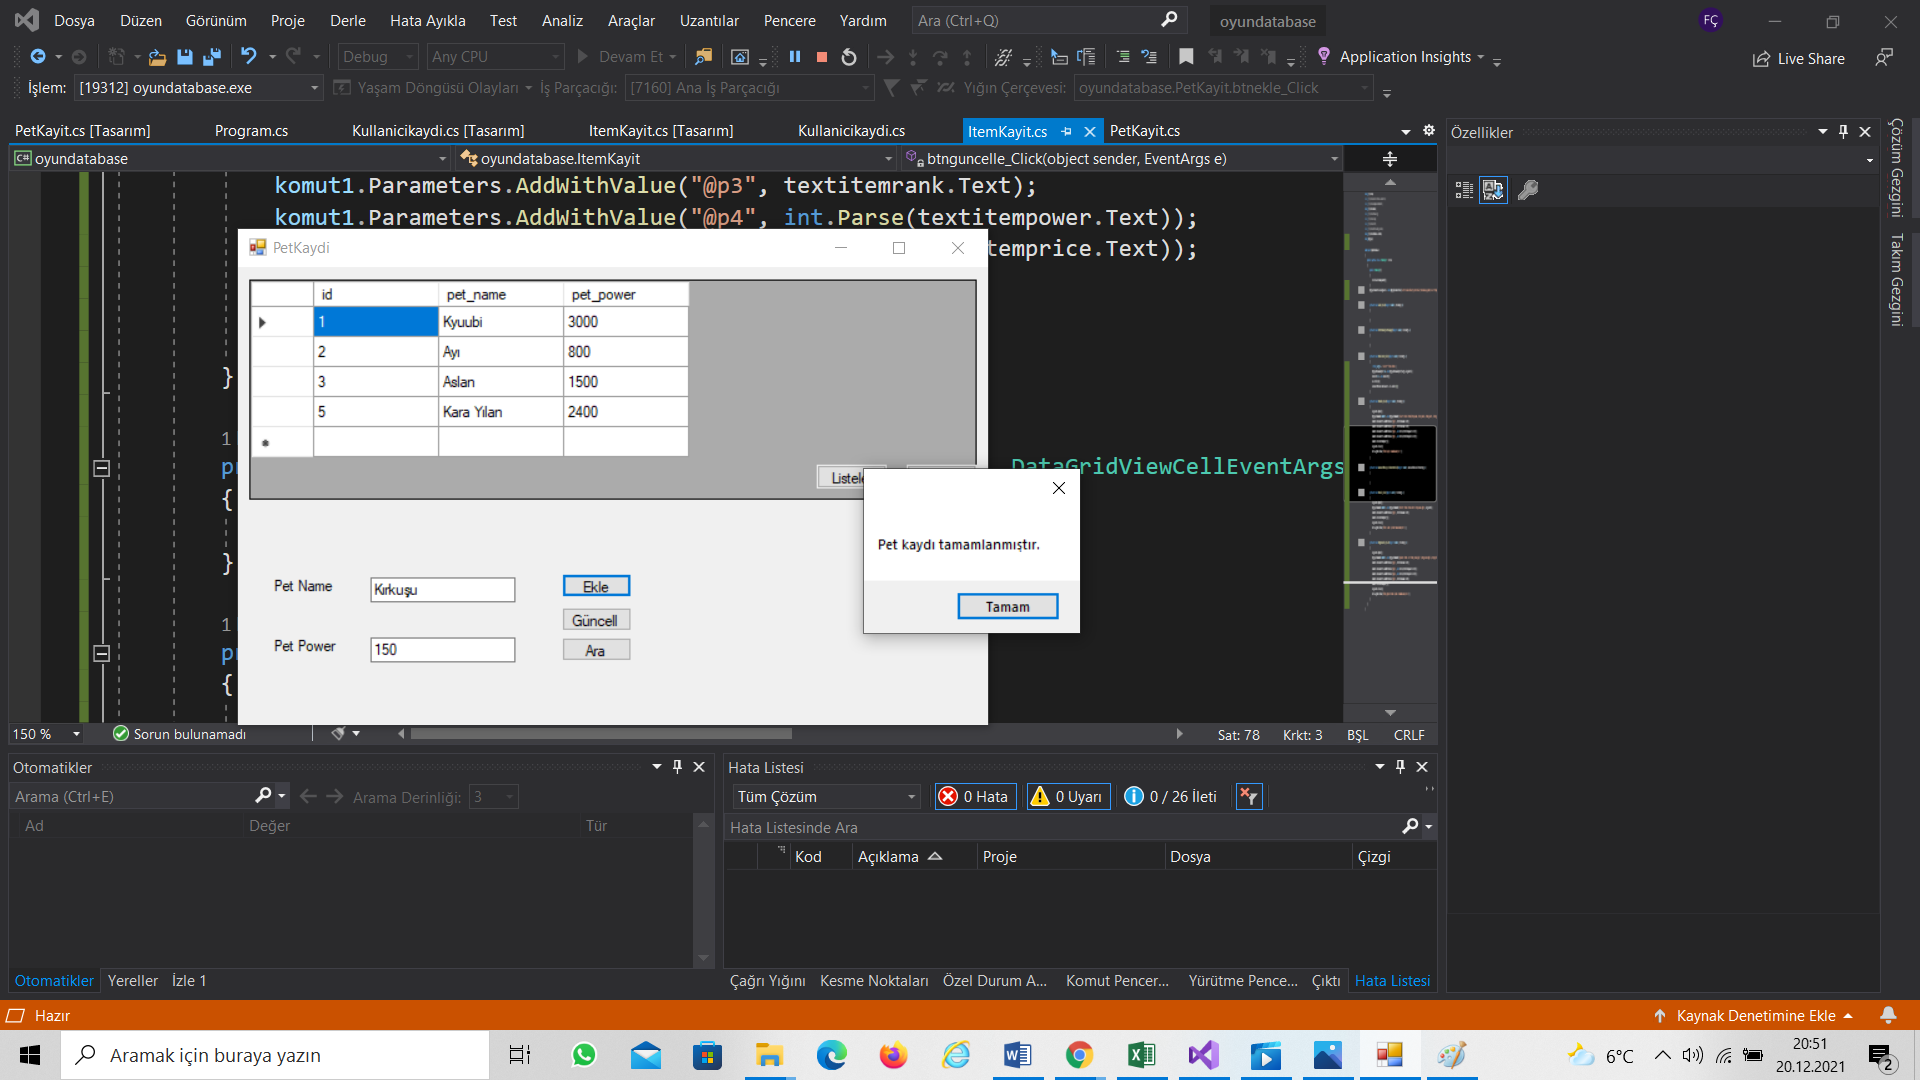 Dosya Düzen Görünüm Proje Derle Hata Ayıkla Test Analiz Araçlar Uzantılar Pencere Yardım Ara (Ctrl+Q) oyundatabase FÇ
Debug Any CPU Devam Et Application Insights Live Share
İşlem: [19312] oyundatabase.exe Yaşam Döngüsü Olayları İş Parçacığı: [7160] Ana İş Parçacığı Yığın Çerçevesi: oyundatabase.PetKayit.btnekle_Click
PetKayit.cs [Tasarım] Program.cs Kullanicikaydi.cs [Tasarım] ItemKayit.cs [Tasarım] Kullanicikaydi.cs ItemKayit.cs PetKayit.cs
C# oyundatabase oyundatabase.ItemKayit btnguncelle_Click(object sender, EventArgs e)
komut1.Parameters.AddWithValue("@p3", textitemrank.Text);
komut1.Parameters.AddWithValue("@p4", int.Parse(textitempower.Text));
temprice.Text));
}
1
DataGridViewCellEventArgs
{
}
1
{
PetKaydi
id pet_name pet_power
1 Kyuubi 3000
2 Ayı 800
3 Aslan 1500
5 Kara Yılan 2400
*
Listele
Pet Name Kırkuşu Ekle
Güncell
Pet Power 150 Ara
Pet kaydı tamamlanmıştır.
Tamam
150 % Sorun bulunamadı Sat: 78 Krkt: 3 BŞL CRLF
Otomatikler
Arama (Ctrl+E) Arama Derinliği: 3
Ad Değer Tür
Otomatikler Yereller İzle 1
Hata Listesi
Tüm Çözüm 0 Hata 0 Uyarı 0 / 26 İleti
Hata Listesinde Ara
Kod Açıklama Proje Dosya Çizgi
Çağrı Yığını Kesme Noktaları Özel Durum A... Komut Pencer... Yürütme Pence... Çıktı Hata Listesi
Özellikler
Çözüm Gezgini
Takım Gezgini
Hazır Kaynak Denetimine Ekle
Aramak için buraya yazın 6°C 20:51
20.12.2021 2